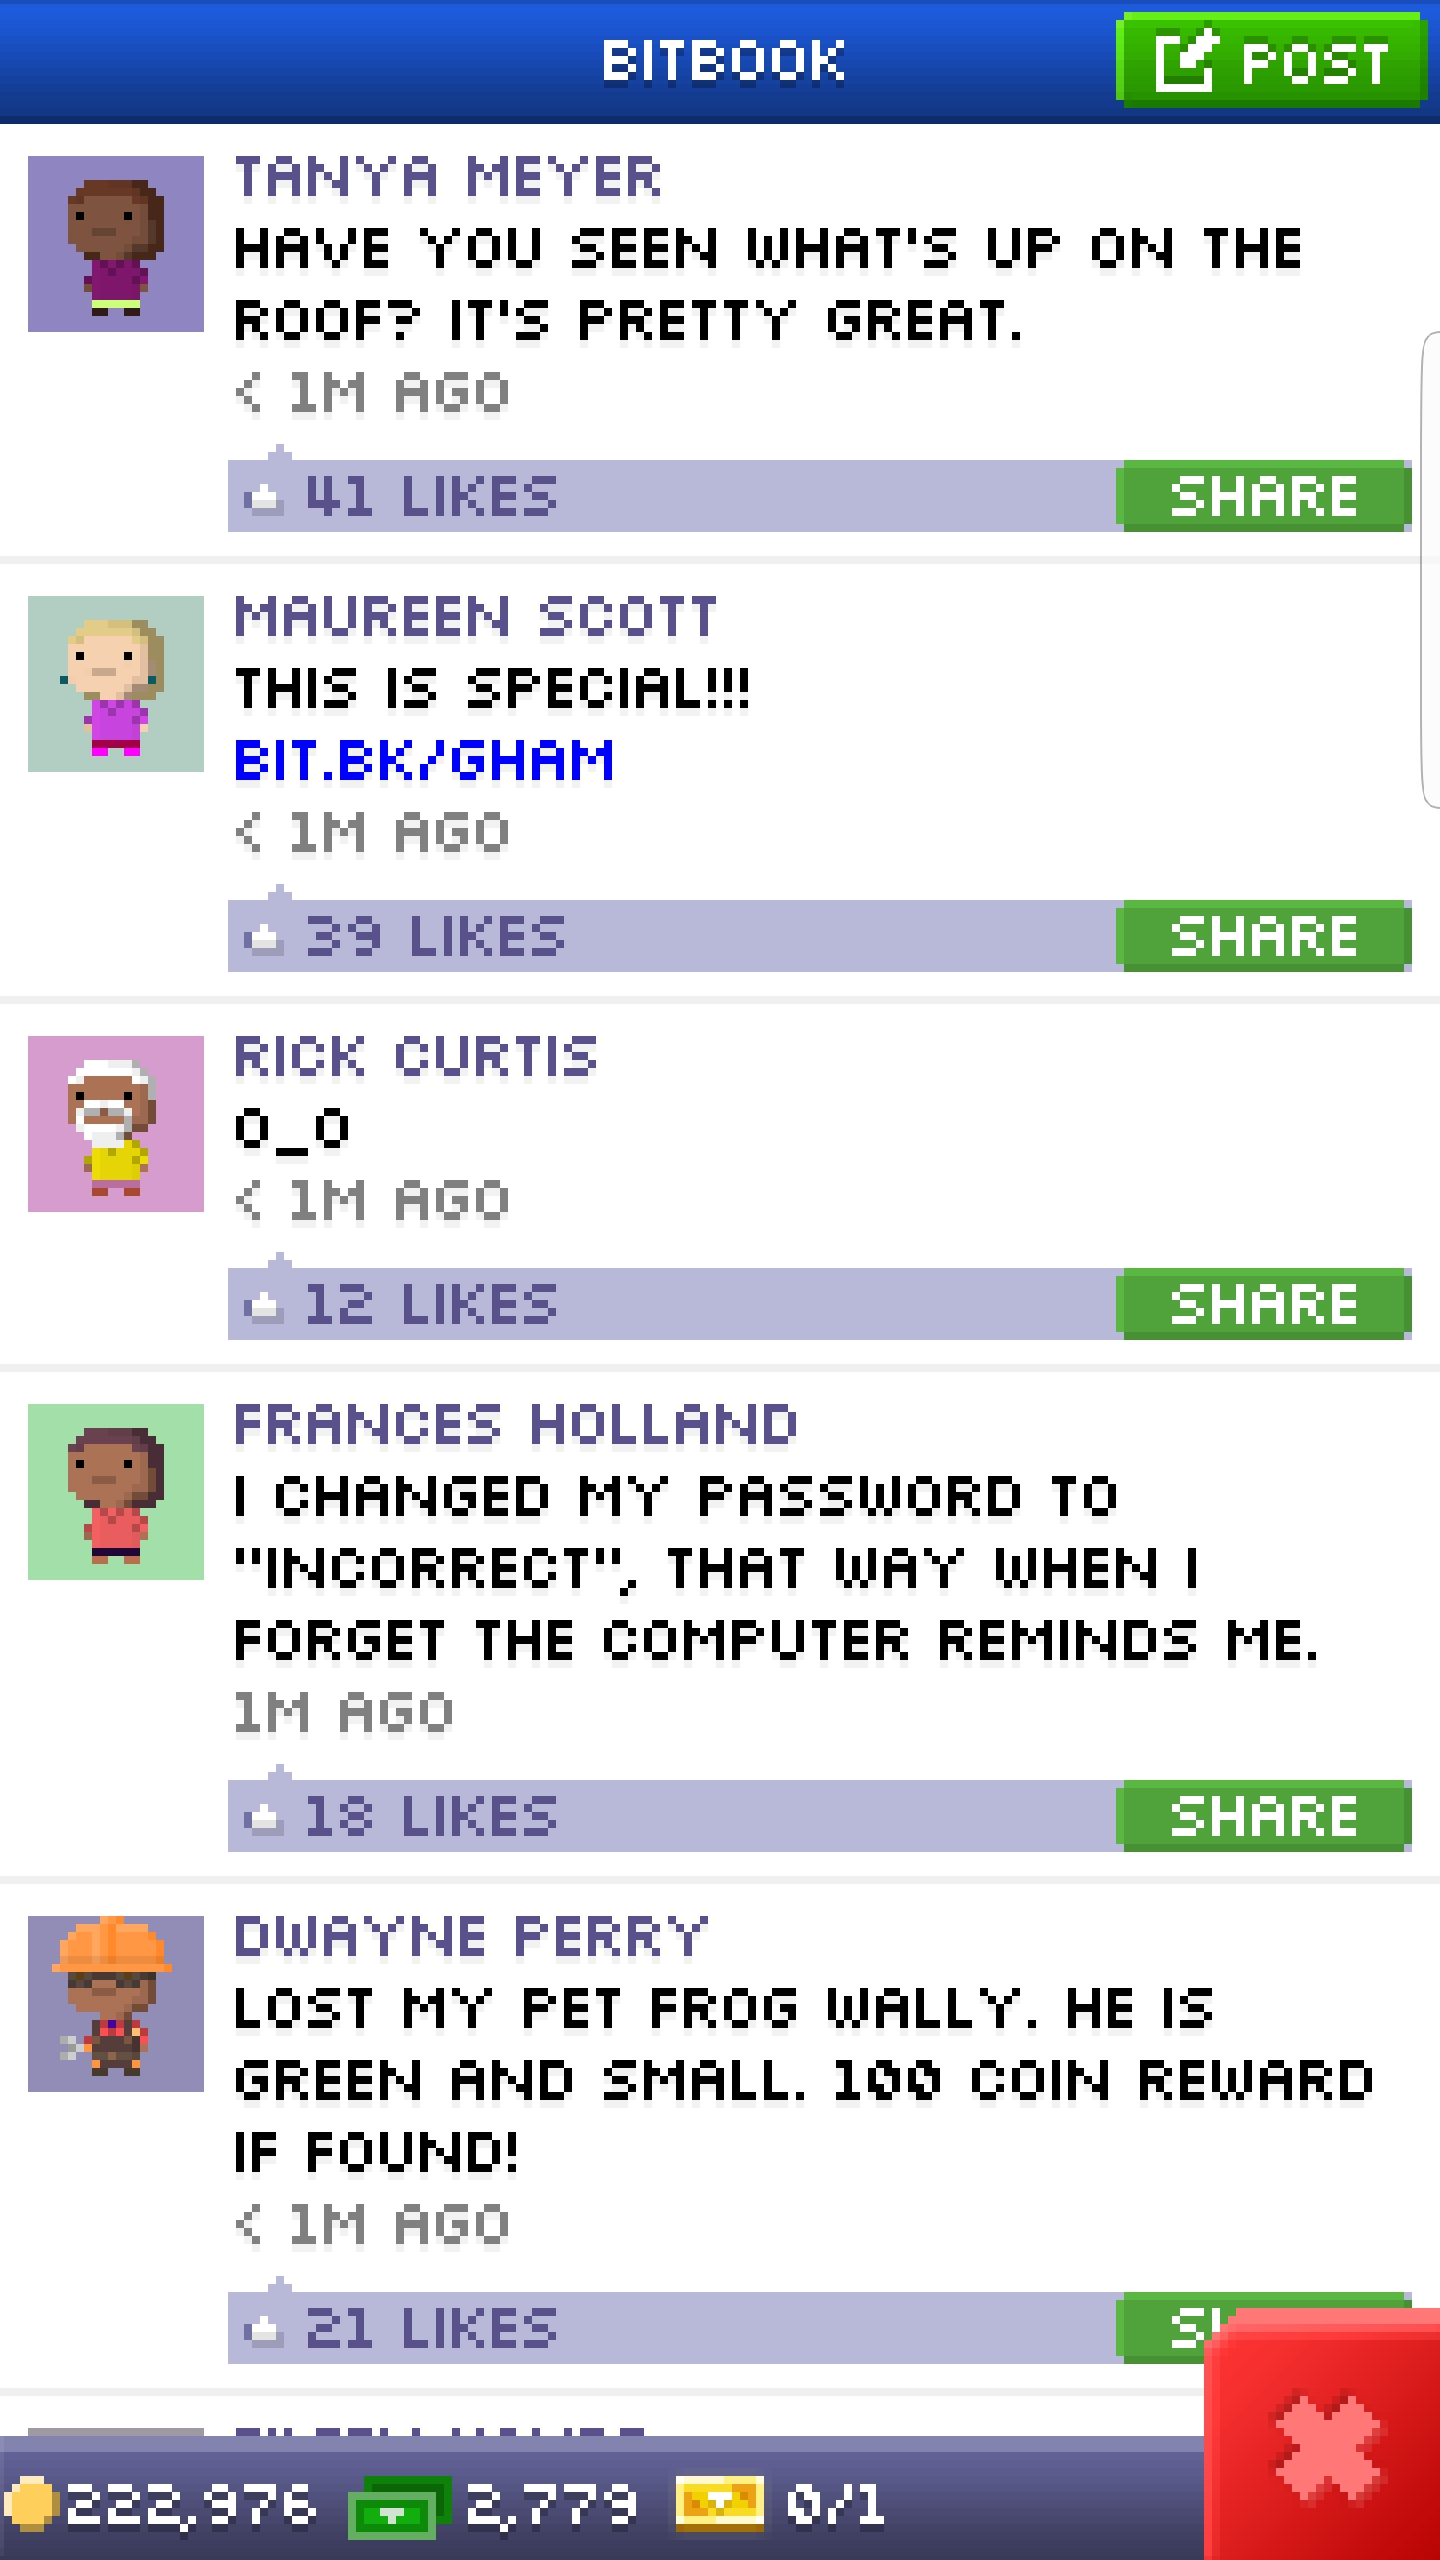 BITBOOK
POST
TANYA MEYER
HAVE YOU SEEN WHAT'S UP ON THE
ROOF? IT'S PRETTY GREAT.
< 1M AGO
41 LIKES
SHARE
MAUREEN SCOTT
THIS IS SPECIAL!!!
BIT.BK/GHAM
< 1M AGO
39 LIKES
SHARE
RICK CURTIS
O_O
< 1M AGO
12 LIKES
SHARE
FRANCES HOLLAND
I CHANGED MY PASSWORD TO
"INCORRECT", THAT WAY WHEN I
FORGET THE COMPUTER REMINDS ME.
1M AGO
18 LIKES
SHARE
DWAYNE PERRY
LOST MY PET FROG WALLY. HE IS
GREEN AND SMALL. 100 COIN REWARD
IF FOUND!
< 1M AGO
21 LIKES
222,976
2,779
0/1